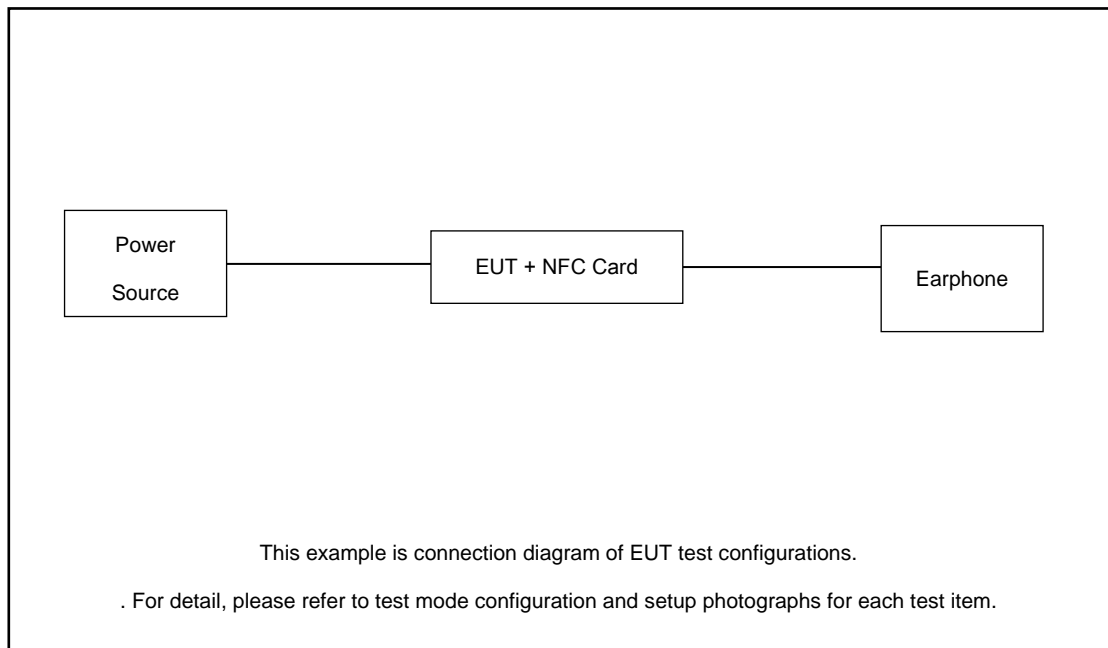 Power
Source
EUT + NFC Card
Earphone
This example is connection diagram of EUT test configurations.
. For detail, please refer to test mode configuration and setup photographs for each test item.